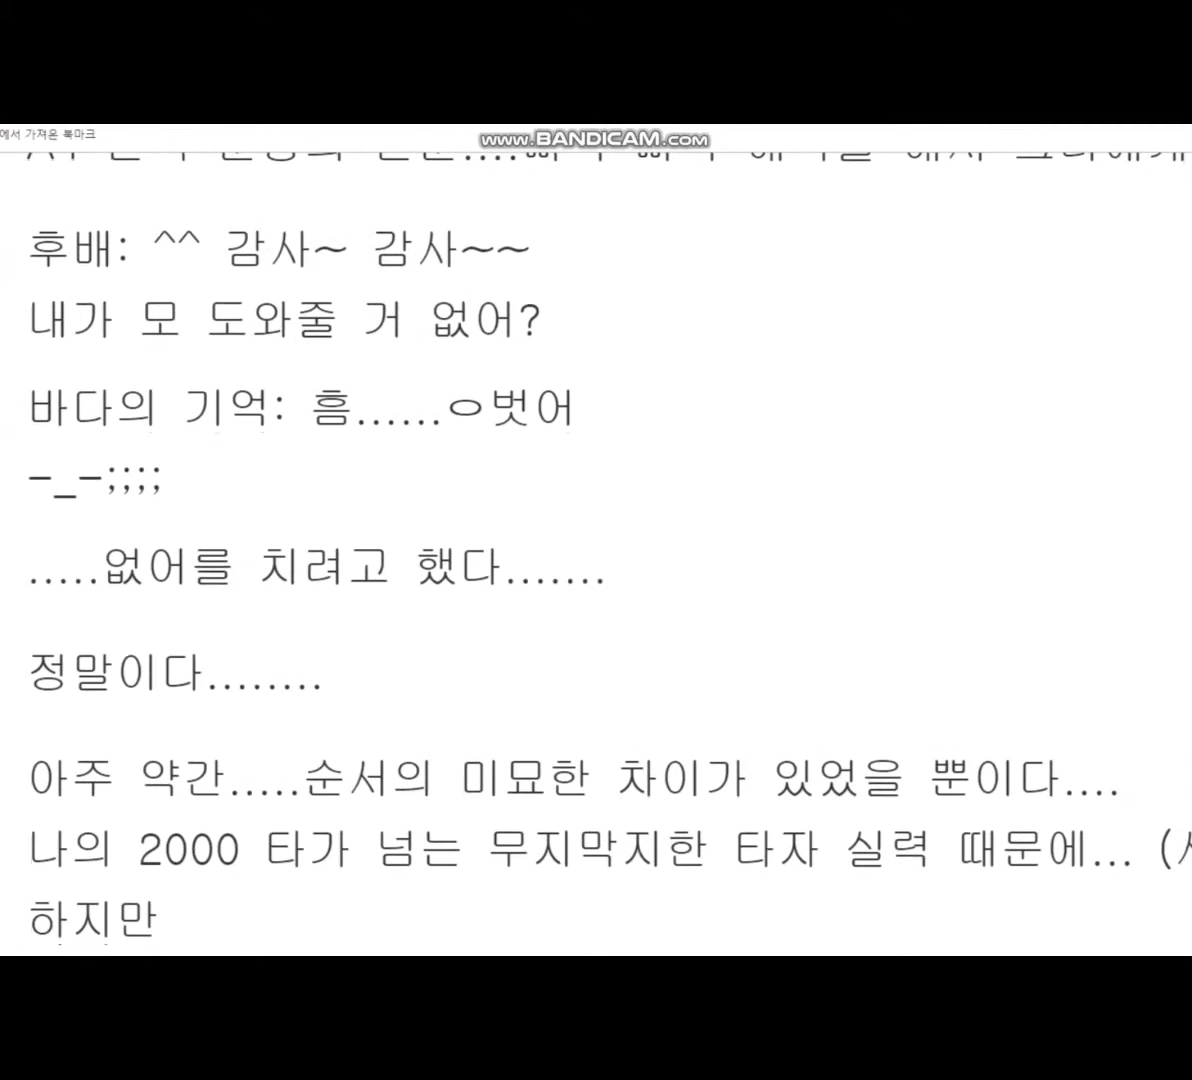 에서 가져온 북마크
www.BANDICAM.com
후배: ^^ 감사~ 감사~~
내가 모 도와줄 거 없어?
바다의 기억: 흠......ㅇ벗어
-_-;;;;
.....없어를 치려고 했다.......
정말이다........
아주 약간.....순서의 미묘한 차이가 있었을 뿐이다....
나의 2000 타가 넘는 무지막지한 타자 실력 때문에... (
하지만